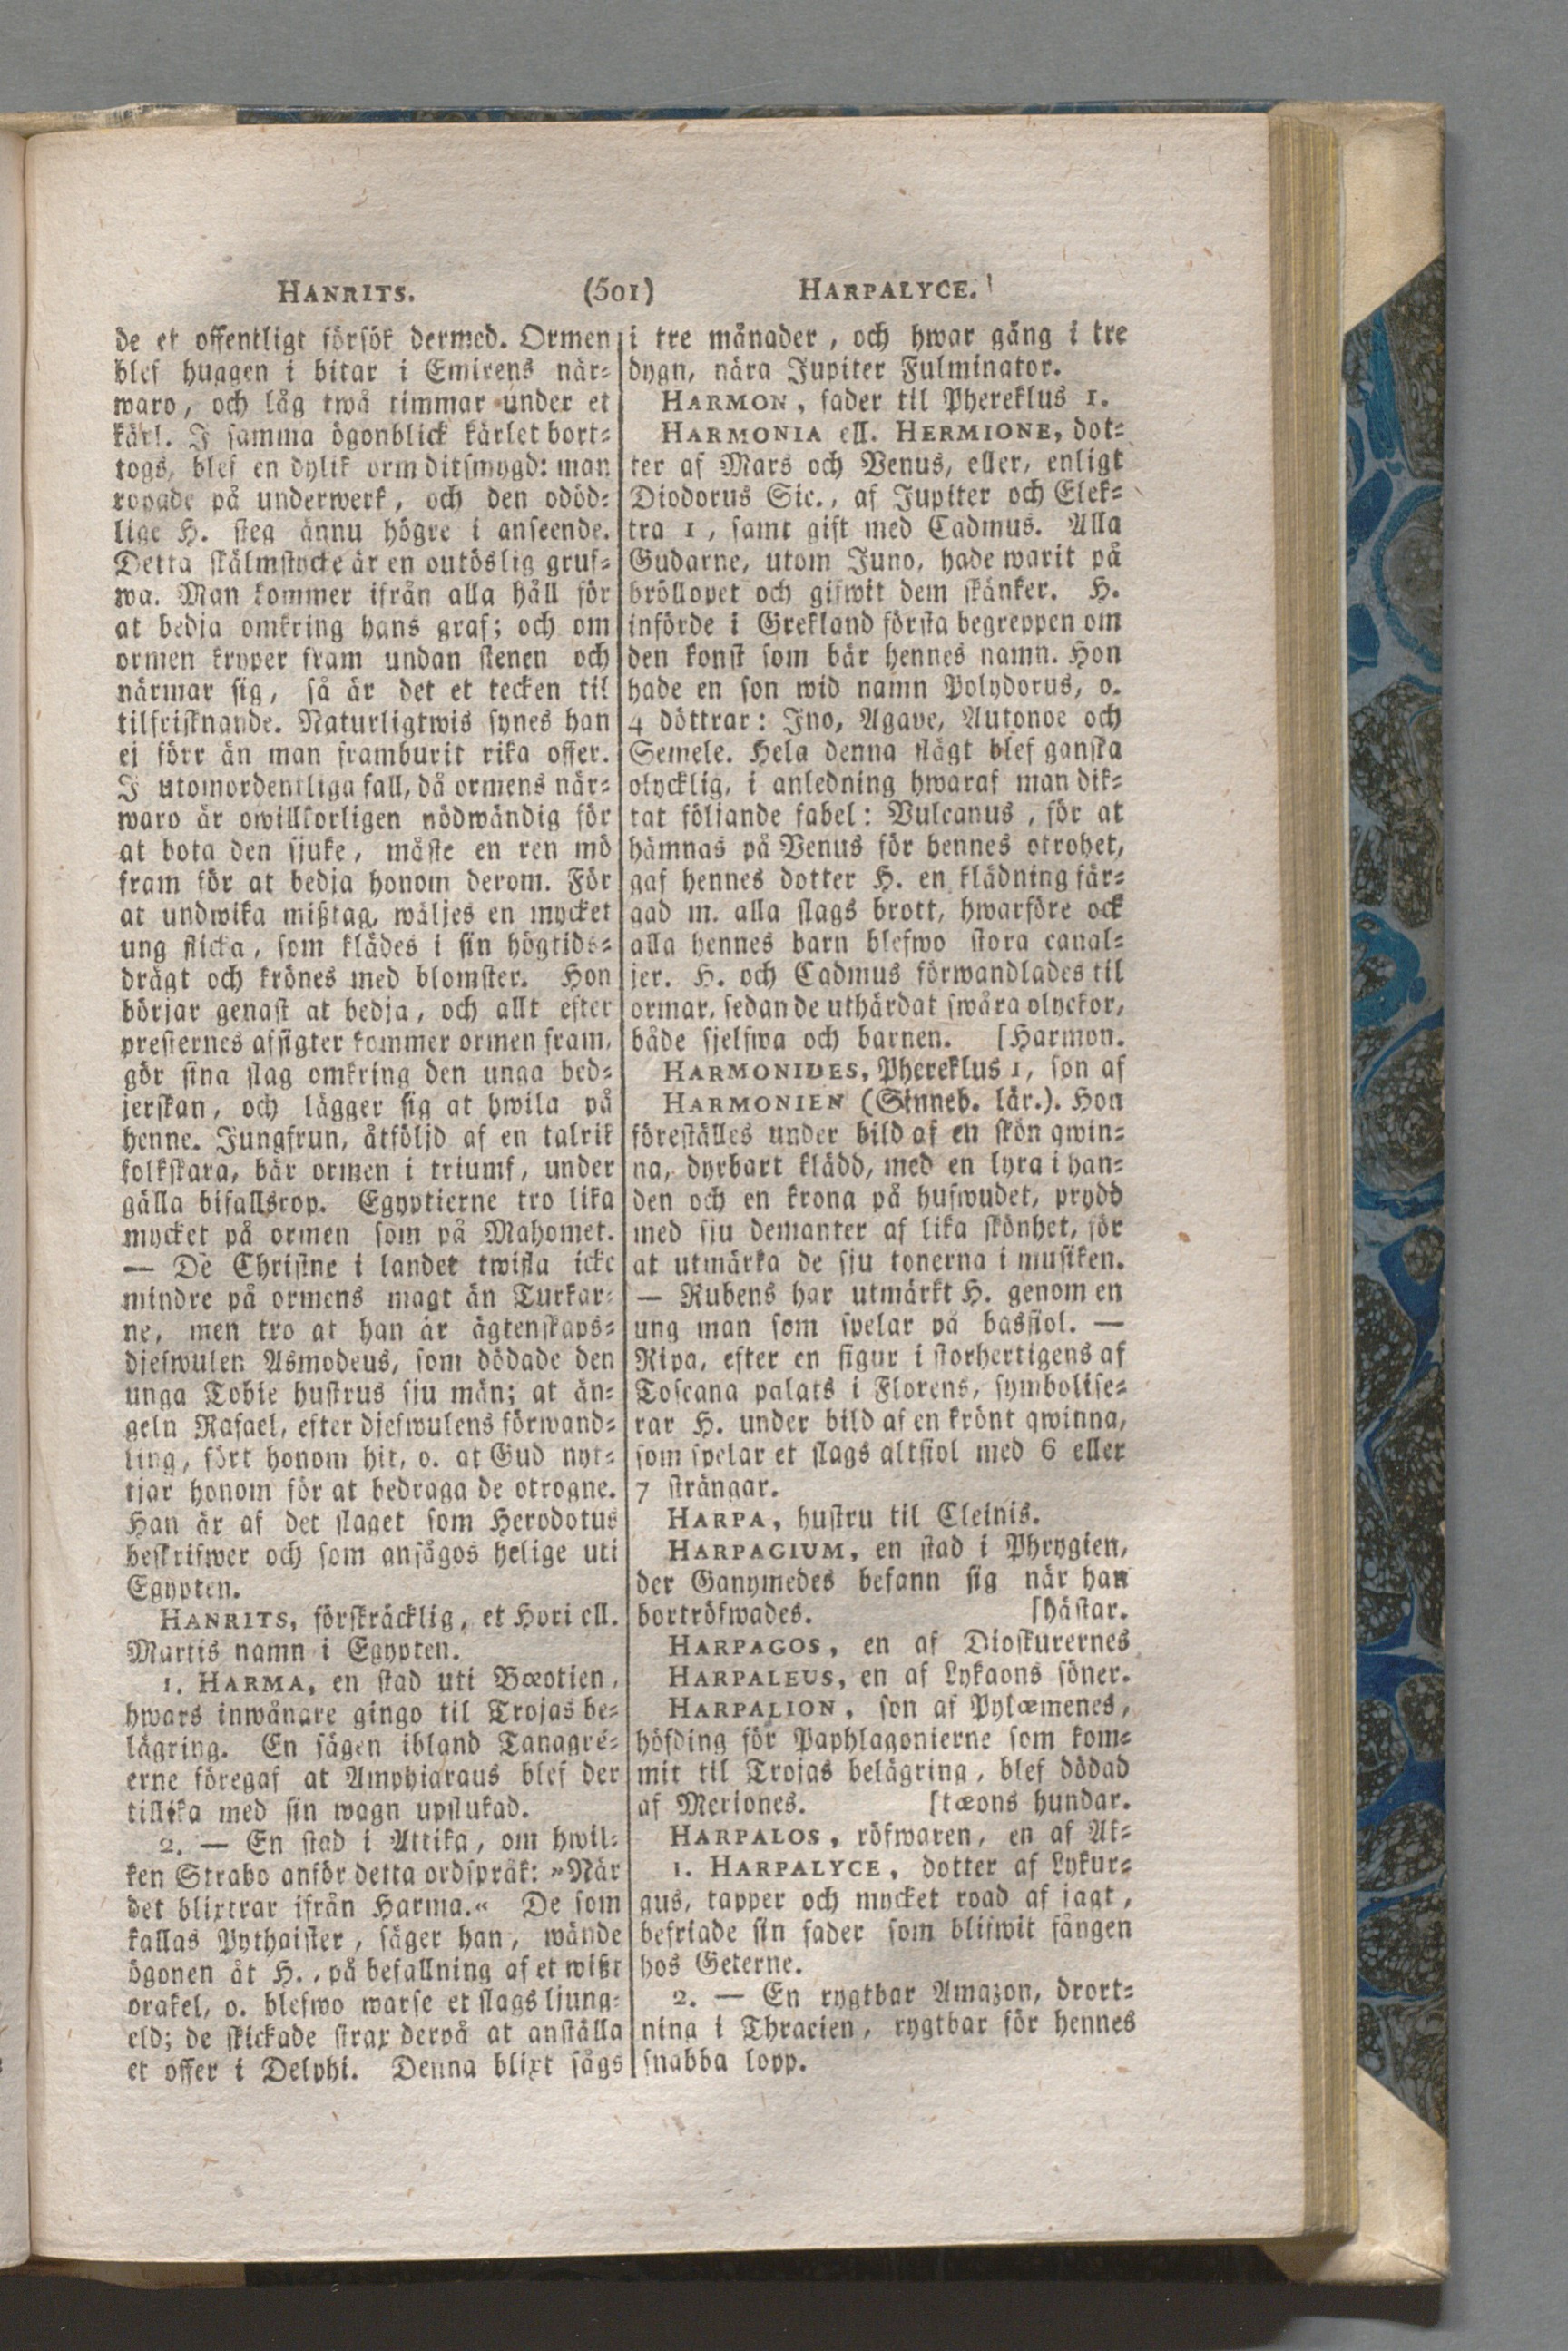 HANRITS. (501) HARPALYCE.
de et offentligt försök dermed. Ormen
blef huggen i bitar i Emirens när=
waro, och låg twå timmar under et
kärl. I samma ögonblick kärlet bort=
togs, blef en dylik orm ditsmygd: man
ropade på underwerk, och den odöd=
lige H. steg ännu högre i anseende.
Detta skälmstycke är en outöslig gruf=
wa. Man kommer ifrån alla håll för
at bedja omkring hans graf; och om
ormen kryper fram undan stenen och
närmar sig, så är det et tecken til
tilfrisknande. Naturligtwis synes han
ej förr än man framburit rika offer.
I utomordentliga fall, då ormens när=
waro är owillkorligen nödwändig för
at bota den sjuke, måste en ren mö
fram för at bedja honom derom. För
at undwika mißtag, wäljes en mycket
ung flicka, som klädes i sin högtids=
drägt och krönes med blomster. Hon
börjar genast at bedja, och allt efter
presternes afsigter kommer ormen fram,
gör sina slag omkring den unga bed=
jerskan, och lägger sig at hwila på
henne. Jungfrun, åtföljd af en talrik
folkskara, bär ormen i triumf, under
gälla bifallsrop. Egyptierne tro lika
mycket på ormen som på Mahomet.
— De Christne i landet twifla icke
mindre på ormens magt än Turkar=
ne, men tro at han är ägtenskaps=
djefwulen Asmodeus, som dödade den
unga Tobie hustrus sju män; at än=
geln Rafael, efter djefwulens förwand=
ling, fört honom hit, o. at Gud nyt=
tjar honom för at bedraga de otrogne.
Han är af det slaget som Herodotus
beskrifwer och som ansågos helige uti
Egypten.
HANRITS, förskräcklig, et Hori ell.
Martis namn i Egypten.
1. HARMA, en stad uti Bœotien,
hwars inwånare gingo til Trojas be=
lägring. En sägen ibland Tanagré=
erne föregaf at Amphiaraus blef der
tillika med sin wagn upslukad.
2. — En stad i Attika, om hwil=
ken Strabo anför detta ordspråk: »När
det blixtrar ifrån Harma.« De som
kallas Pythaister, säger han, wände
ögonen åt H., på befallning af et wißt
orakel, o. blefwo warse et slags ljung=
eld; de skickade strax derpå at anställa
et offer i Delphi. Denna blixt sågs
i tre månader, och hwar gång i tre
dygn, nära Jupiter Fulminator.
HARMON, fader til Phereklus 1.
HARMONIA ell. HERMIONE, dot=
ter af Mars och Venus, eller, enligt
Diodorus Sic., af Jupiter och Elek=
tra 1, samt gift med Cadmus. Alla
Gudarne, utom Juno, hade warit på
bröllopet och gifwit dem skänker. H.
införde i Grekland första begreppen om
den konst som bär hennes namn. Hon
hade en son wid namn Polydorus, o.
4 döttrar: Ino, Agave, Autonoe och
Semele. Hela denna slägt blef ganska
olycklig, i anledning hwaraf man dik=
tat följande fabel: Vulcanus, för at
hämnas på Venus för hennes otrohet,
gaf hennes dotter H. en klädning fär=
gad m. alla slags brott, hwarföre ock
alla hennes barn blefwo stora canal=
jer. H. och Cadmus förwandlades til
ormar, sedan de uthärdat swåra olyckor,
både sjelfwa och barnen. [Harmon.
HARMONIDES, Phereklus 1, son af
HARMONIEN (Sinneb. lär.). Hon
föreställes under bild af en skön qwin=
na, dyrbart klädd, med en lyra i han=
den och en krona på hufwudet, prydd
med sju demanter af lika skönhet, för
at utmärka de sju tonerna i musiken.
— Rubens har utmärkt H. genom en
ung man som spelar på basfiol. —
Ripa, efter en figur i storhertigens af
Toscana palats i Florens, symbolise=
rar H. under bild af en krönt qwinna,
som spelar et slags altfiol med 6 eller
7 strängar.
HARPA, hustru til Cleinis.
HARPAGIUM, en stad i Phrygien,
der Ganymedes befann sig när han
bortröfwades. [hästar.
HARPAGOS, en af Dioskurernes
HARPALEUS, en af Lykaons söner.
HARPALION, son af Pylœmenes,
höfding för Paphlagonierne som kom=
mit til Trojas belägring, blef dödad
af Meriones. [tœons hundar.
HARPALOS, röfwaren, en af Ak=
1. HARPALYCE, dotter af Lykur=
gus, tapper och mycket road af jagt,
befriade sin fader som blifwit fången
hos Geterne.
2. — En rygtbar Amazon, drort=
ning i Thracien, rygtbar för hennes
snabba lopp.